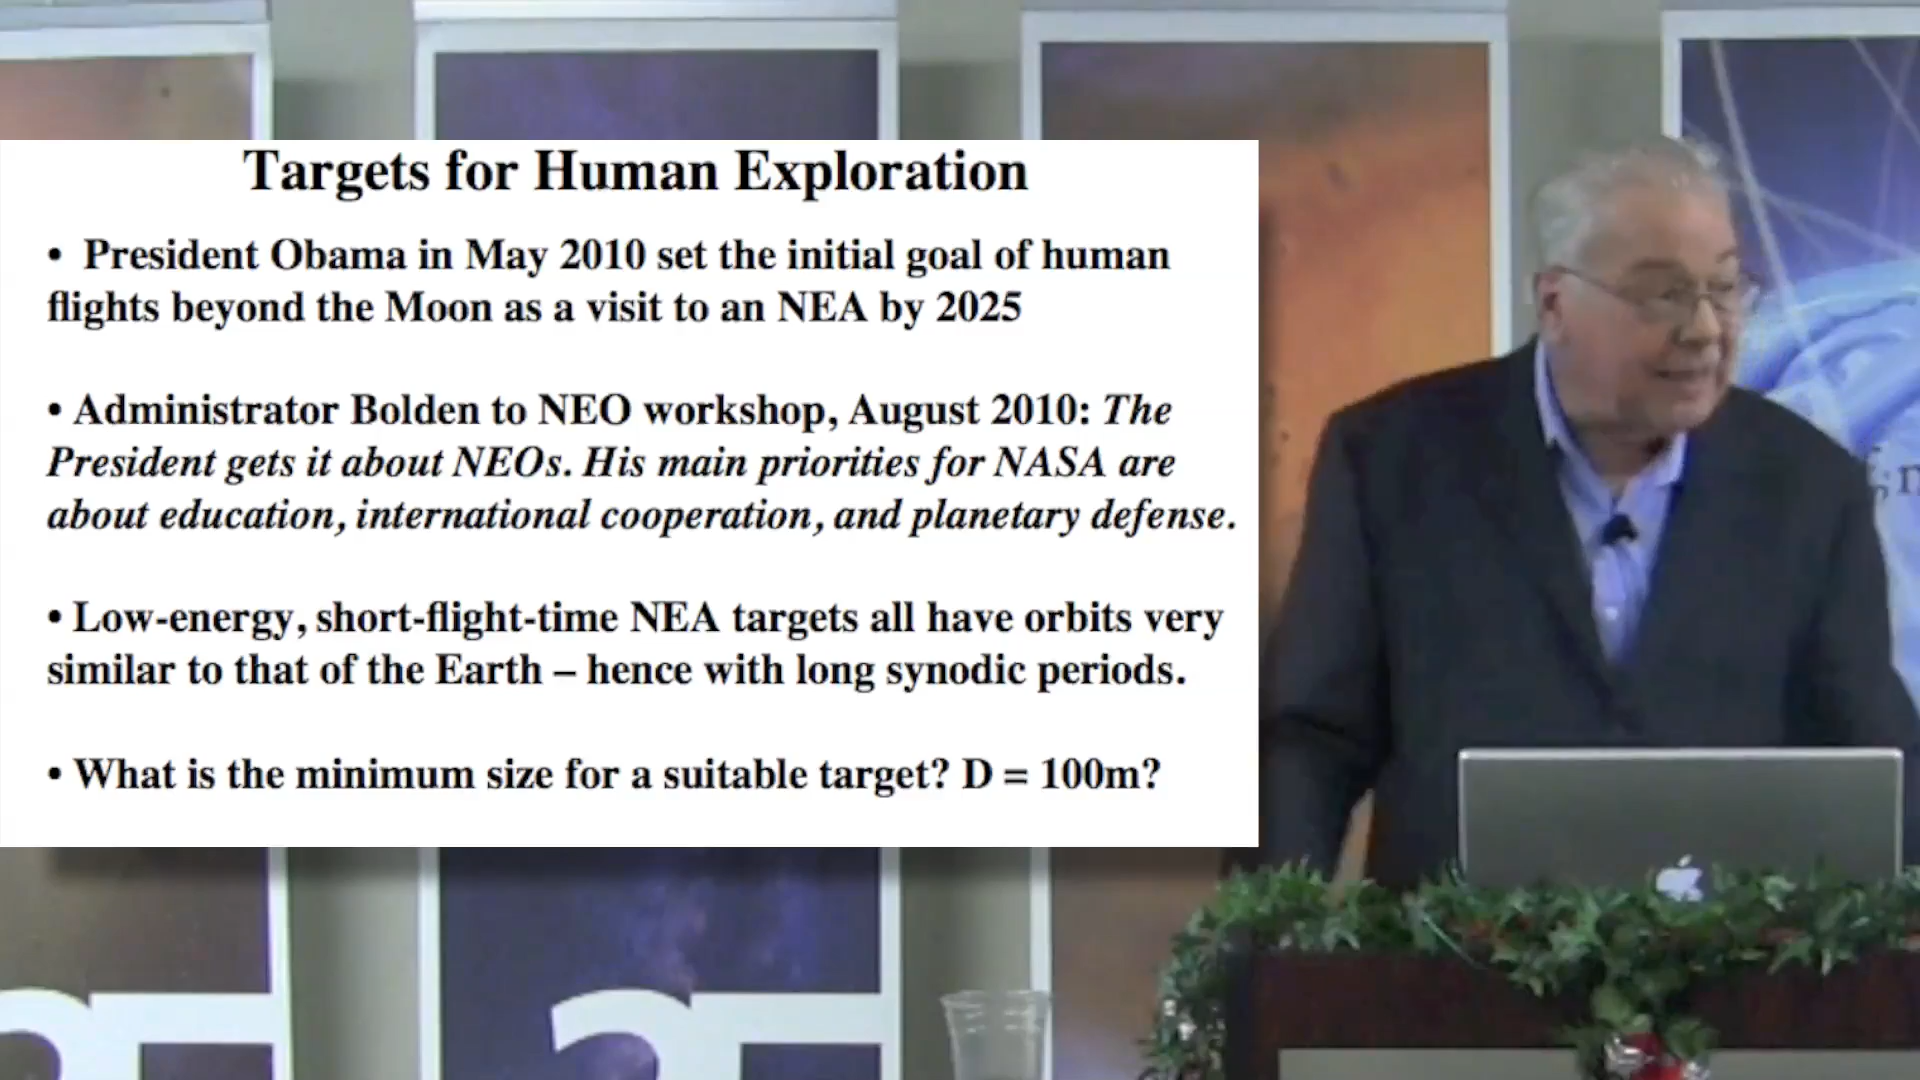 Targets for Human Exploration
• President Obama in May 2010 set the initial goal of human
flights beyond the Moon as a visit to an NEA by 2025
• Administrator Bolden to NEO workshop, August 2010: The
President gets it about NEOs. His main priorities for NASA are
about education, international cooperation, and planetary defense.
• Low-energy, short-flight-time NEA targets all have orbits very
similar to that of the Earth – hence with long synodic periods.
• What is the minimum size for a suitable target? D = 100m?